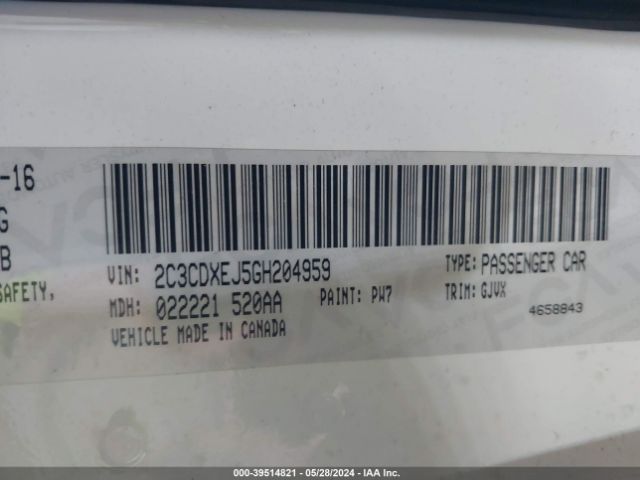 -16
G
B
SAFETY,
VIN: 2C3CDXEJ5GH204959
TYPE: PASSENGER CAR
MDH: 022221 520AA
PAINT: PW7
TRIM: GJVX
VEHICLE MADE IN CANADA
4658843
000-39514821 - 05/28/2024 - IAA Inc.